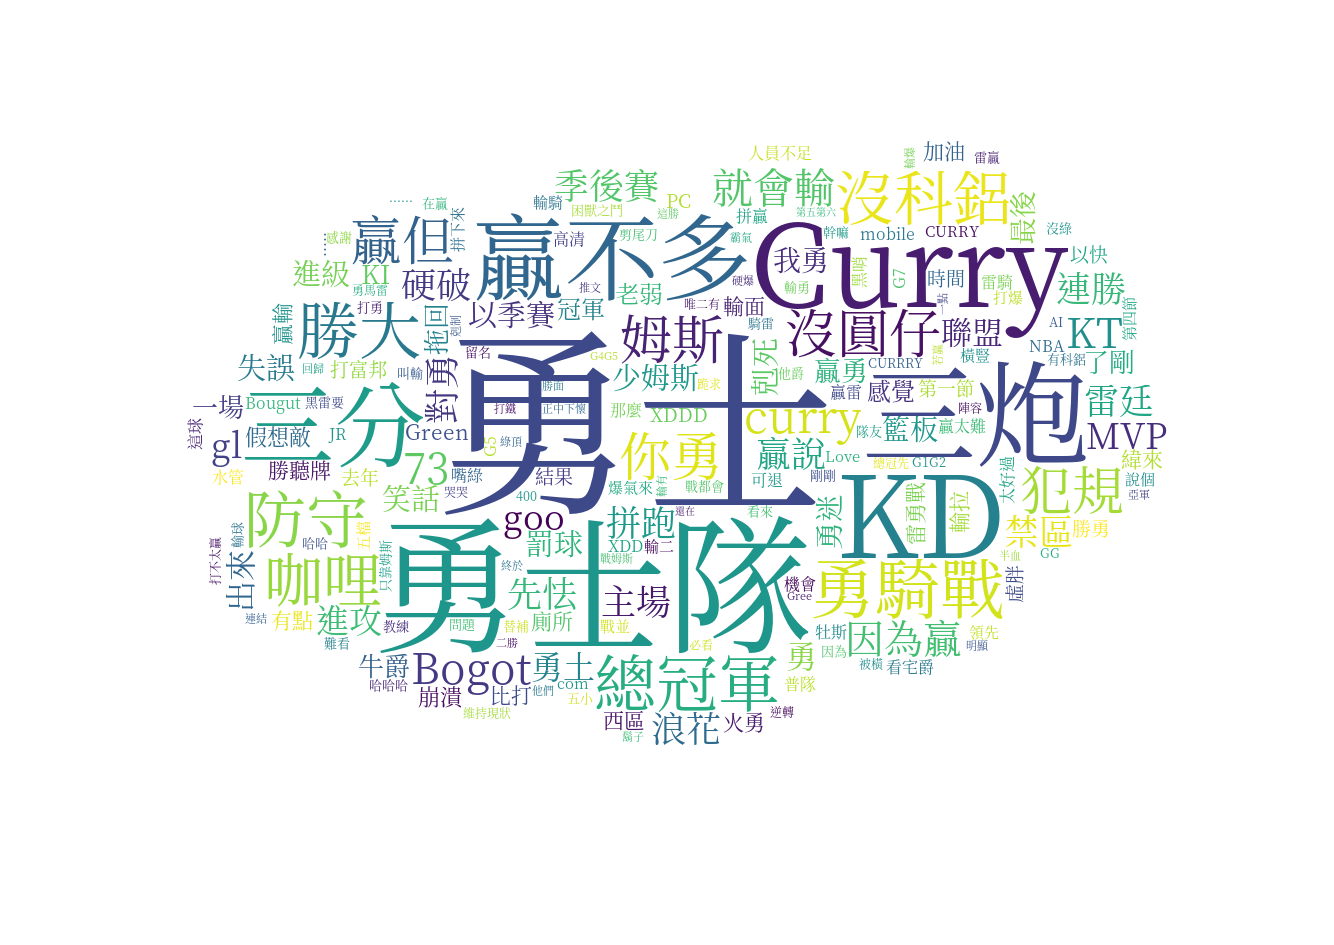 人員不足
輸爆
加油
雷贏
季後賽
就會輸
沒科鋁
……
在贏
輸騎
困獸之鬥
PC
這勝
拼贏
第五第六
最後
第四節
沒綠
感謝
贏但
拼下來
贏不多
高清
剪尾刀
霸氣
Curry
幹嘛
mobile
CURRY
我勇
以快
進級
KI
硬破
推文
老弱
硬爆
輸勇
黑嗚
G7
時間
雷騎
連勝
勇馬雷
打勇
以季賽
冠軍
唯二有
輸面
打爆
贏輸
勝大
拖回
姆斯
騎雷
沒圓仔
聯盟
AI
KT
NBA
留名
勇士
G4G5
剋死
CURRRY
橫豎
有科鋁
了剛
失誤
回歸
打富邦
叫輸
對勇
少姆斯
跪求
他爵
贏勇
感覺
第一節
三炮
雷廷
一場
Bougut
黑雷要
三分
打鐵
正中下懷
勝面
那麼
XDDD
curry
贏雷
陣容
這球
gl
假想敵
JR
Green
綠頂
G5
你勇
籃板
隊友
贏太難
MVP
水管
勝聽牌
去年
73
嘴綠
結果
贏說
Love
總冠先
G1G2
緯來
笑話
哭哭
400
爆氣來
輸有
戰都會
可退
剛剛
KD
太好過
犯規
說個
亞軍
防守
goo
拼跑
還在
看來
勇迷
雷勇戰
輸拉
禁區
勝勇
打不太贏
輸球
哈哈
五檔
勇士隊
罰球
XDD
輸二
半血
GG
出來
咖哩
只靠姆斯
終於
先怯
戰姆斯
主場
機會
Gree
勇騎戰
虛胖
連結
有點
進攻
教練
問題
替補
廁所
戰並
牡斯
因為贏
領先
難看
二勝
必看
勇
因為
明顯
牛爵
Bogot
勇士
com
總冠軍
被橫
看宅爵
哈哈哈
崩潰
比打
他們
五小
普隊
維持現狀
西區
浪花
火勇
逆轉
鬍子